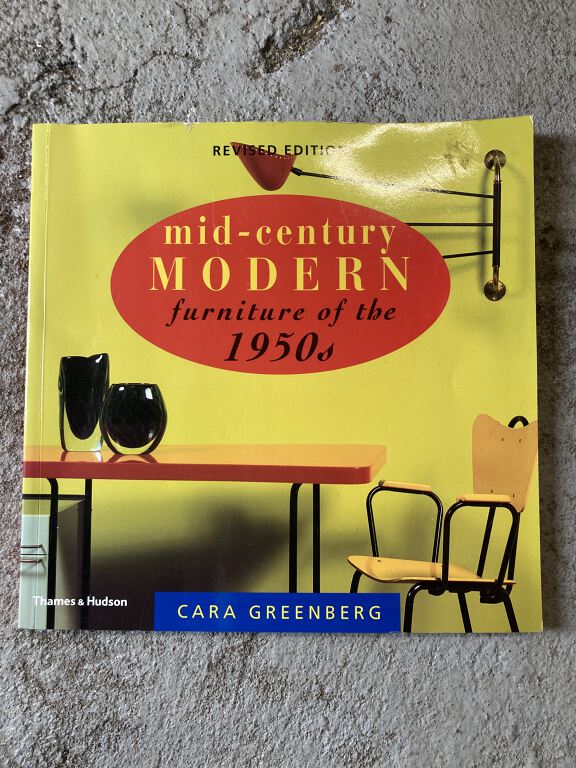 REVISED EDITION
mid-century
MODERN
furniture of the
1950s
Thames & Hudson
CARA GREENBERG